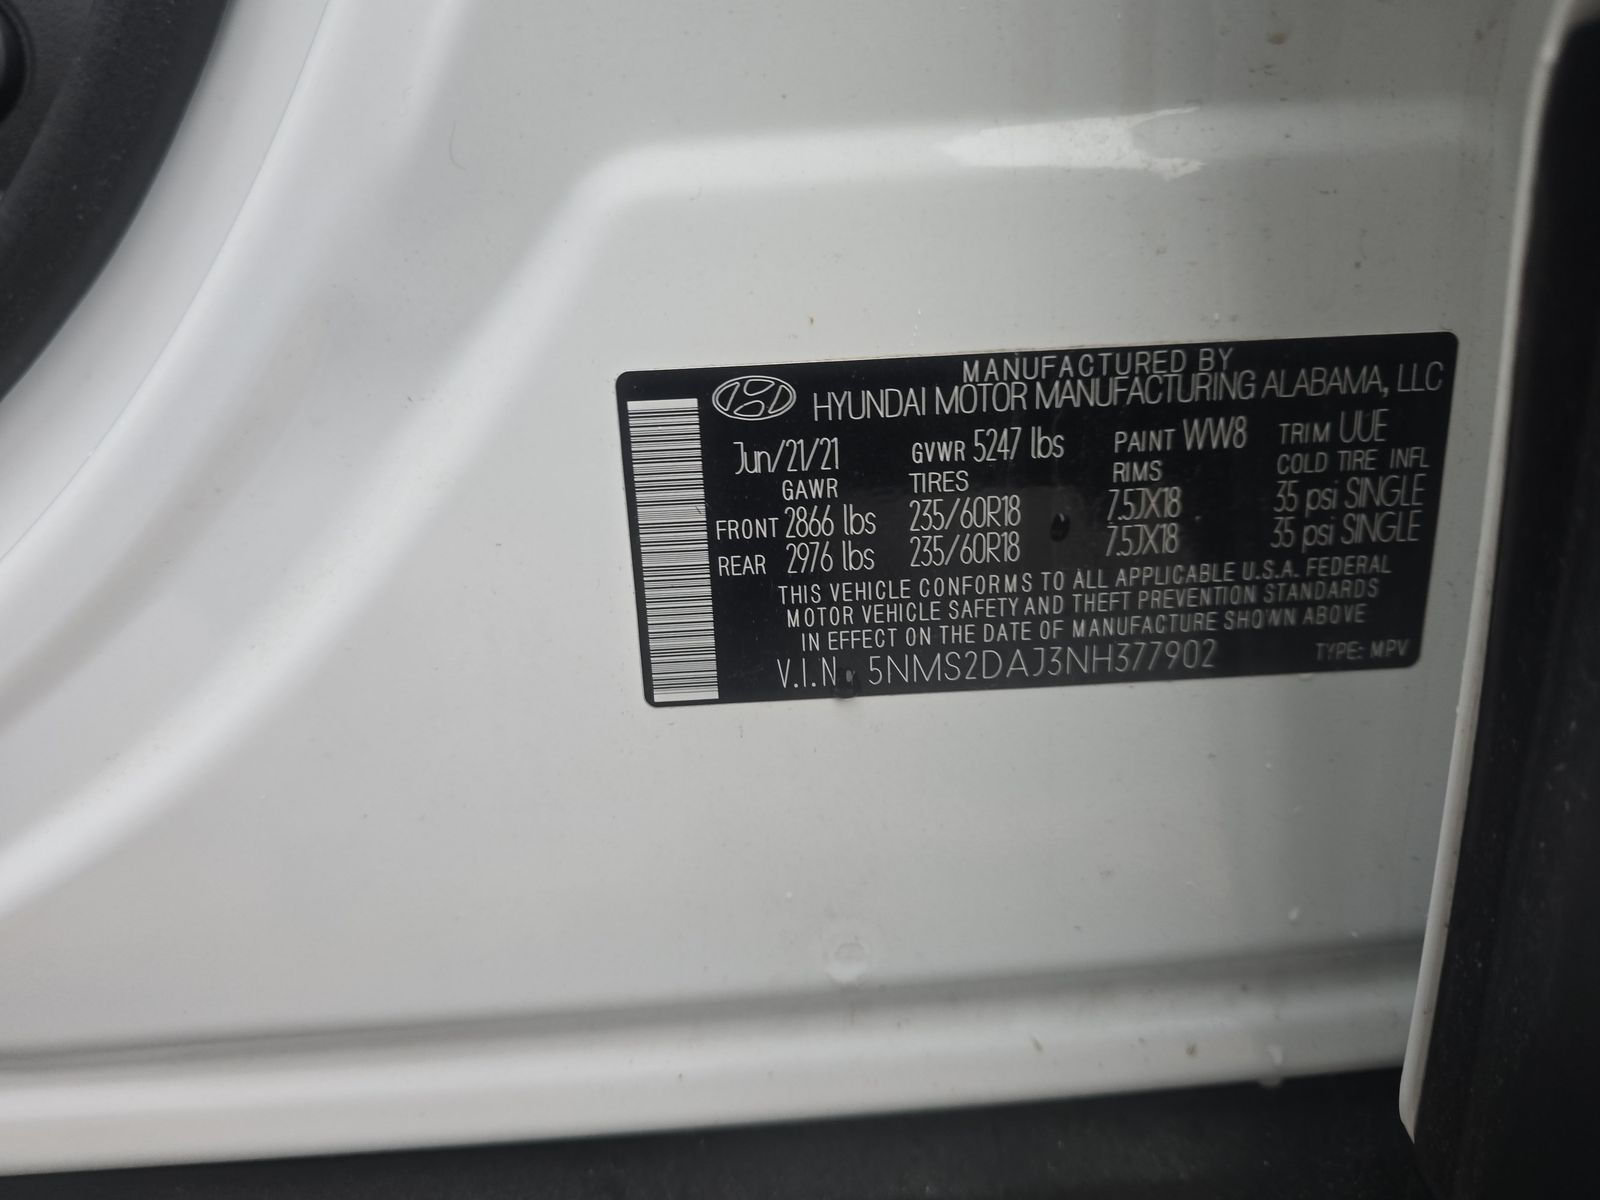 MANUFACTURED BY
HYUNDAI MOTOR MANUFACTURING ALABAMA, LLC
Jun/21/21 GVWR 5247 lbs PAINT WW8 TRIM UUE
GAWR TIRES RIMS COLD TIRE INFL
FRONT 2866 lbs 235/60R18 7.5JX18 35 psi SINGLE
REAR 2976 lbs 235/60R18 7.5JX18 35 psi SINGLE
THIS VEHICLE CONFORMS TO ALL APPLICABLE U.S.A. FEDERAL
MOTOR VEHICLE SAFETY AND THEFT PREVENTION STANDARDS
IN EFFECT ON THE DATE OF MANUFACTURE SHOWN ABOVE
V.I.N. 5NMS2DAJ3NH377902 TYPE: MPV